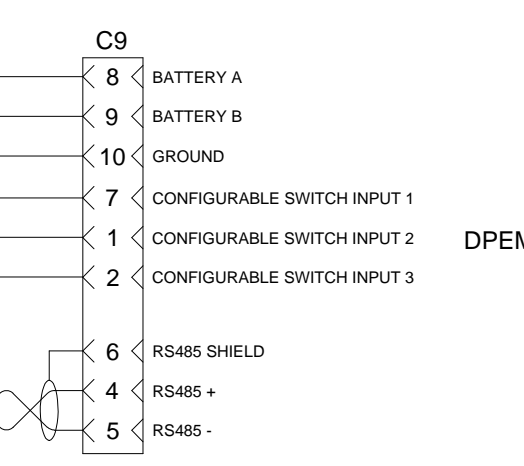 C9
8 BATTERY A
9 BATTERY B
10 GROUND
7 CONFIGURABLE SWITCH INPUT 1
1 CONFIGURABLE SWITCH INPUT 2 DPEM
2 CONFIGURABLE SWITCH INPUT 3
6 RS485 SHIELD
4 RS485 +
5 RS485 -